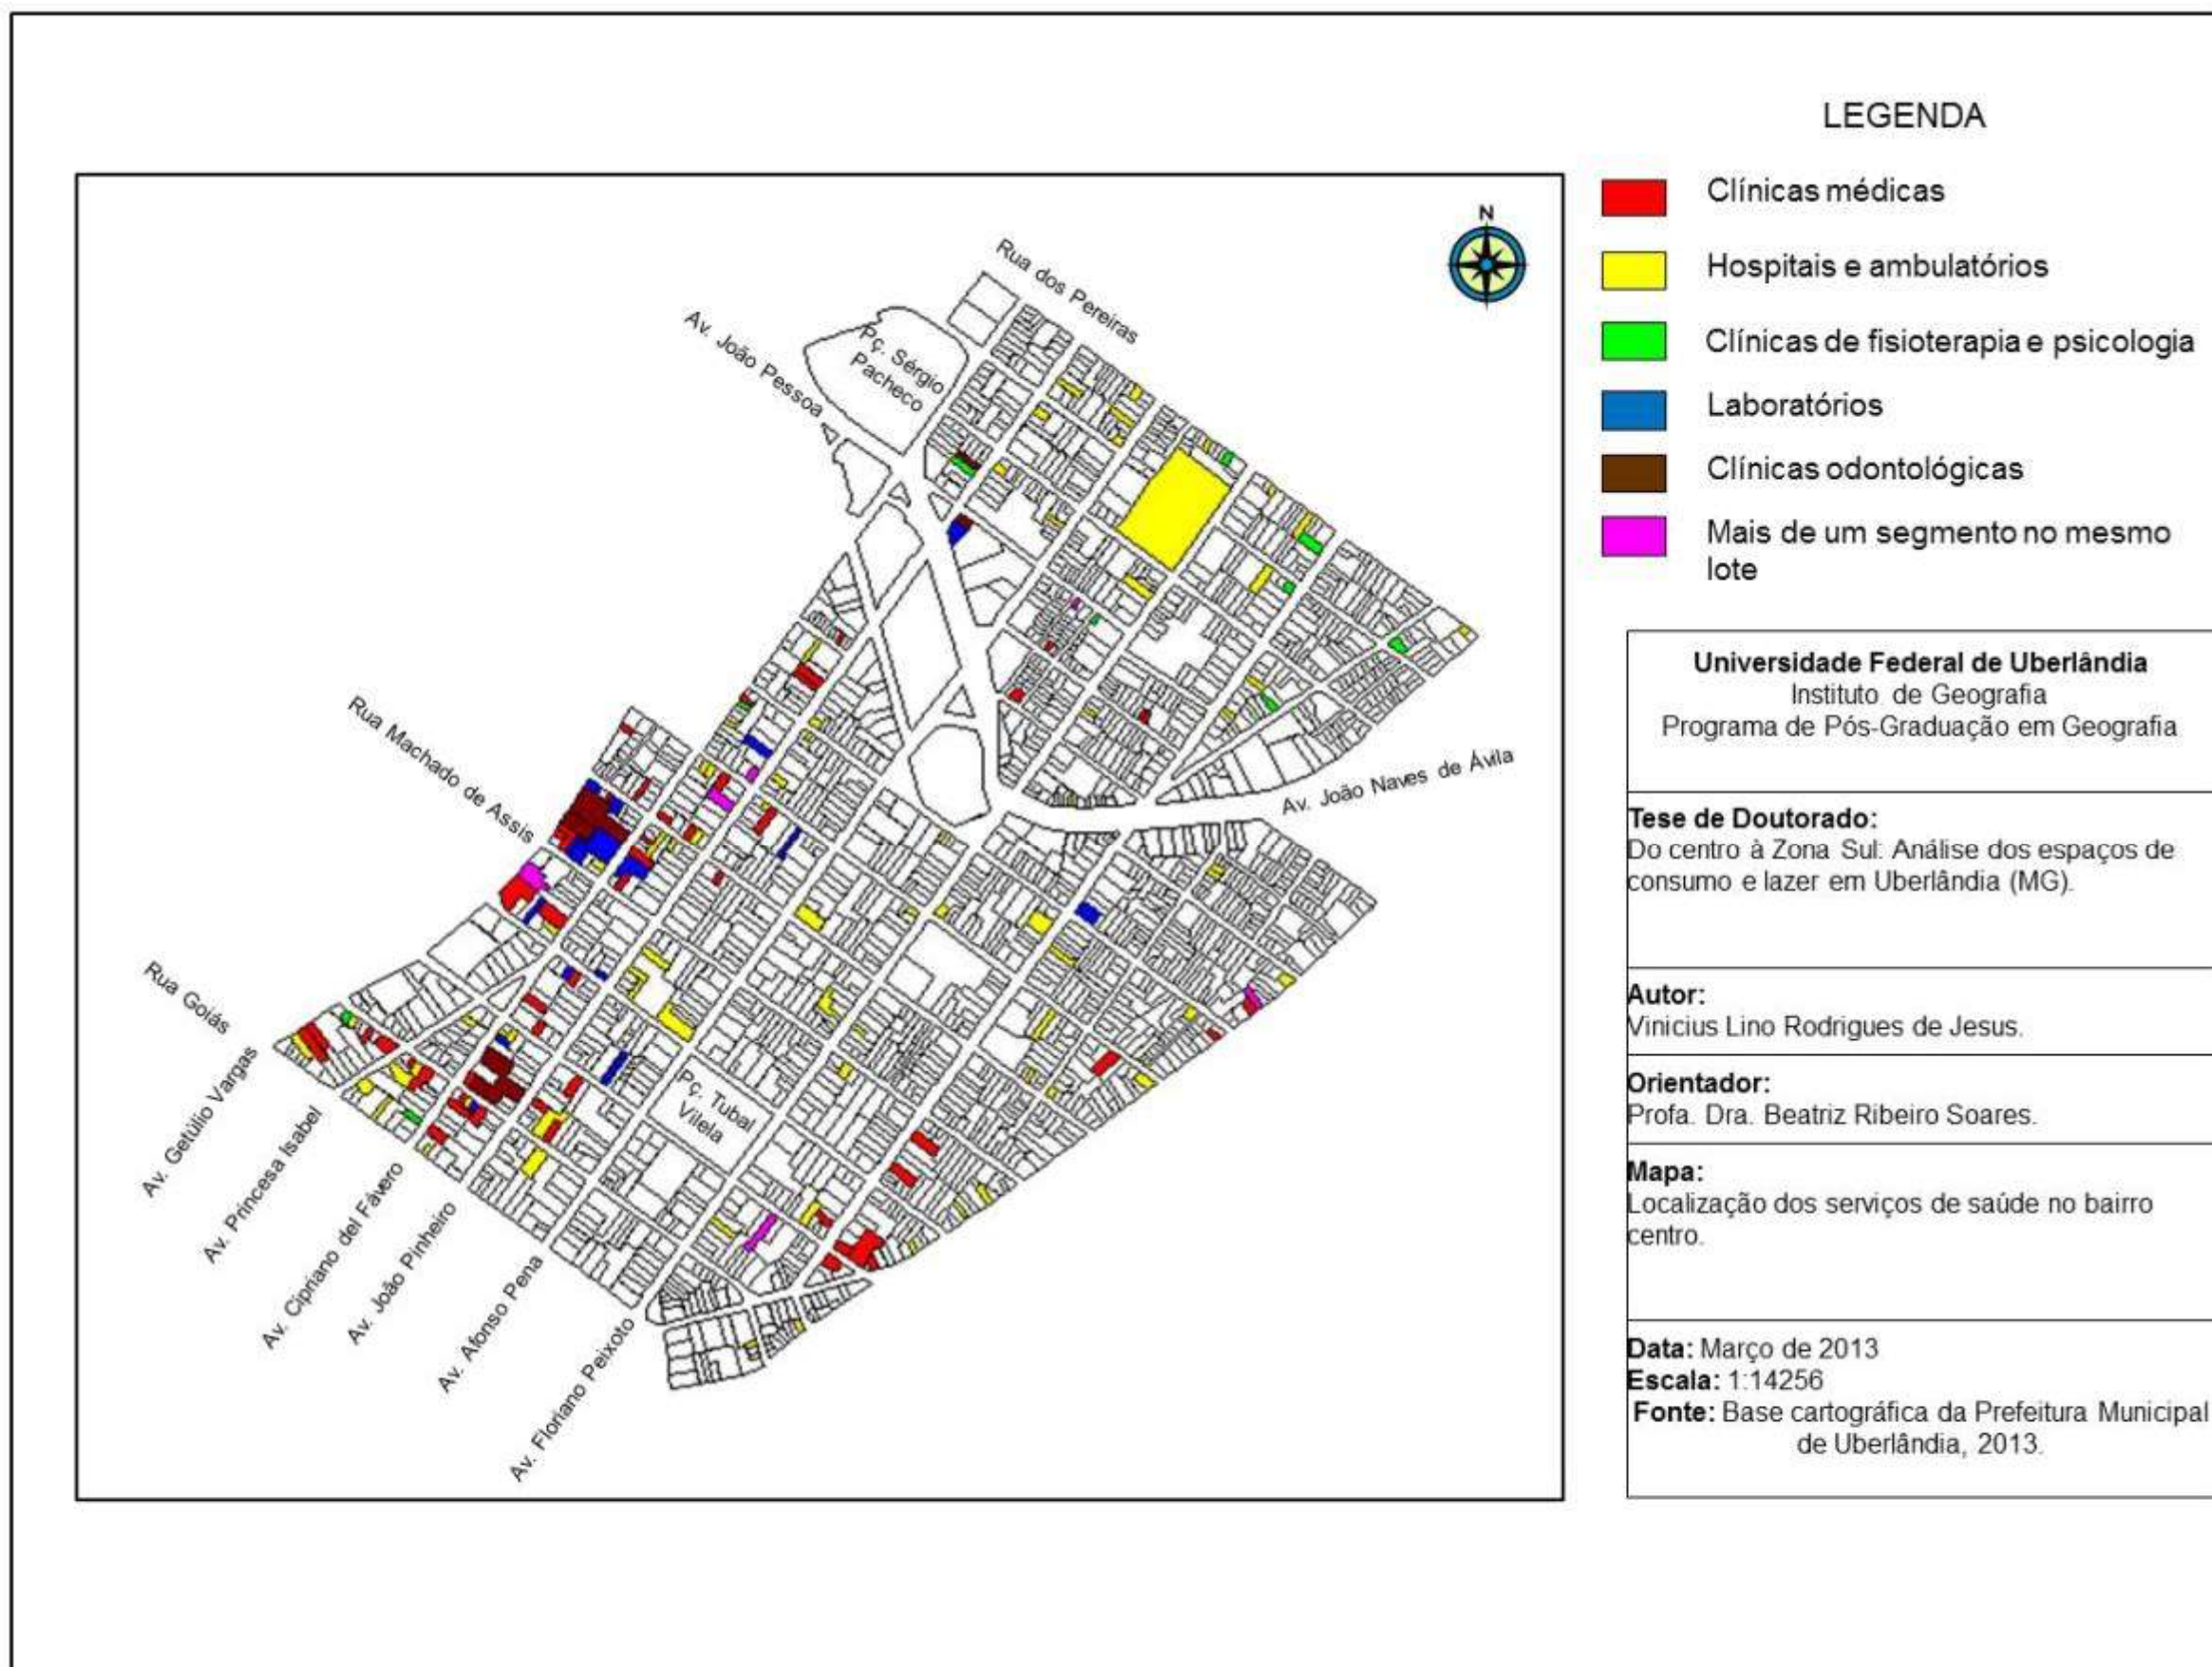 LEGENDA
Clínicas médicas
Hospitais e ambulatórios
Clínicas de fisioterapia e psicologia
Laboratórios
Clínicas odontológicas
Mais de um segmento no mesmo
lote
N
Rua dos Pereiras
Av. João Pessoa
Pç. Sérgio
Pacheco
Rua Machado de Assis
Av. João Naves de Ávila
Rua Goiás
Av. Getúlio Vargas
Av. Princesa Isabel
Av. Cipriano del Fávero
Av. João Pinheiro
Av. Afonso Pena
Av. Floriano Peixoto
Pç. Tubal
Vilela
Universidade Federal de Uberlândia
Instituto de Geografia
Programa de Pós-Graduação em Geografia
Tese de Doutorado:
Do centro à Zona Sul: Análise dos espaços de
consumo e lazer em Uberlândia (MG).
Autor:
Vinicius Lino Rodrigues de Jesus.
Orientador:
Profa. Dra. Beatriz Ribeiro Soares.
Mapa:
Localização dos serviços de saúde no bairro
centro.
Data: Março de 2013
Escala: 1:14256
Fonte: Base cartográfica da Prefeitura Municipal
de Uberlândia, 2013.